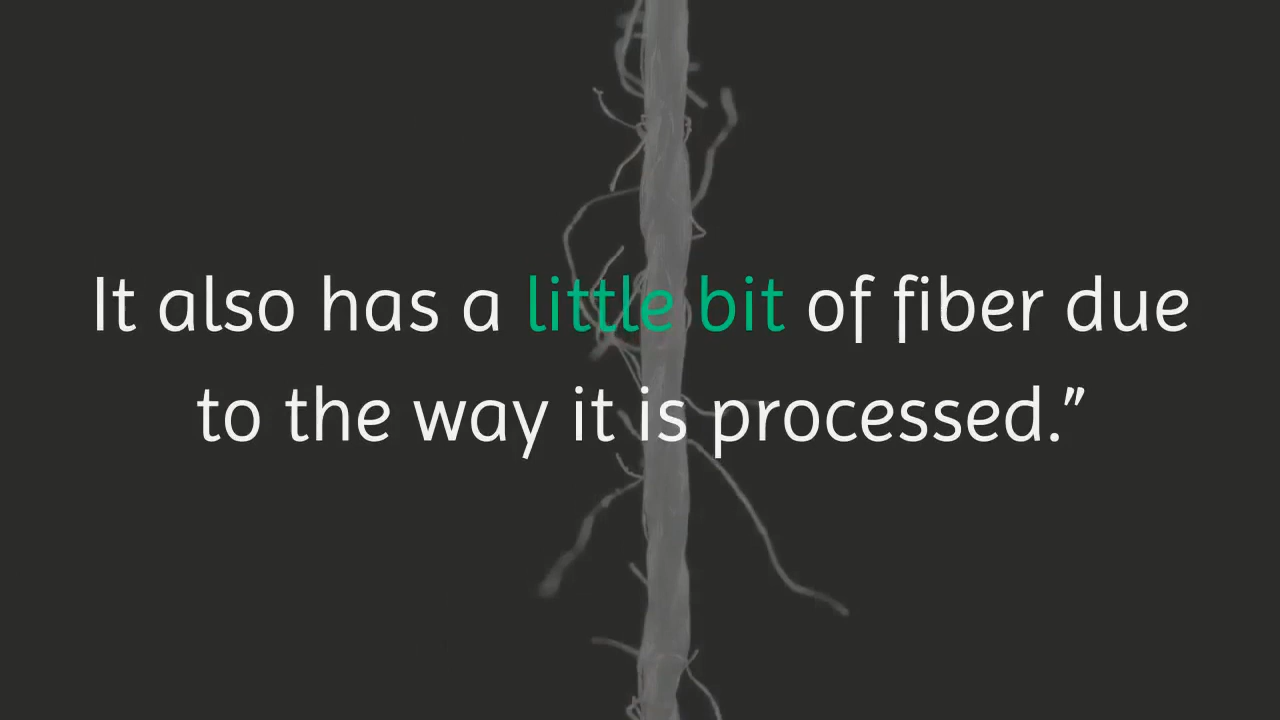 It also has a little bit of fiber due
to the way it is processed.”